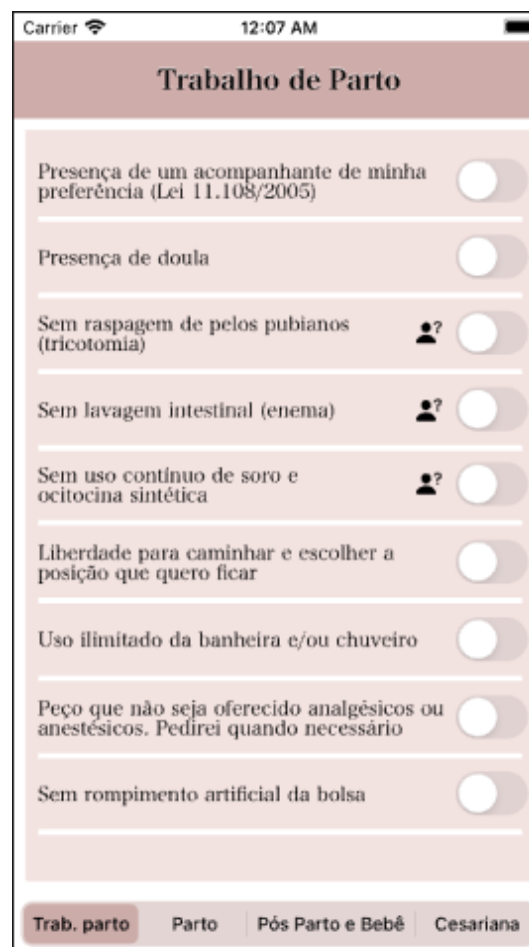 Carrier 12:07 AM
Trabalho de Parto
Presença de um acompanhante de minha
preferência (Lei 11.108/2005)
Presença de doula
Sem raspagem de pelos pubianos
(tricotomia)
?
Sem lavagem intestinal (enema) ?
Sem uso contínuo de soro e
ocitocina sintética
?
Liberdade para caminhar e escolher a
posição que quero ficar
Uso ilimitado da banheira e/ou chuveiro
Peço que não seja oferecido analgésicos ou
anestésicos. Pedirei quando necessário
Sem rompimento artificial da bolsa
Trab. parto Parto Pós Parto e Bebê Cesariana